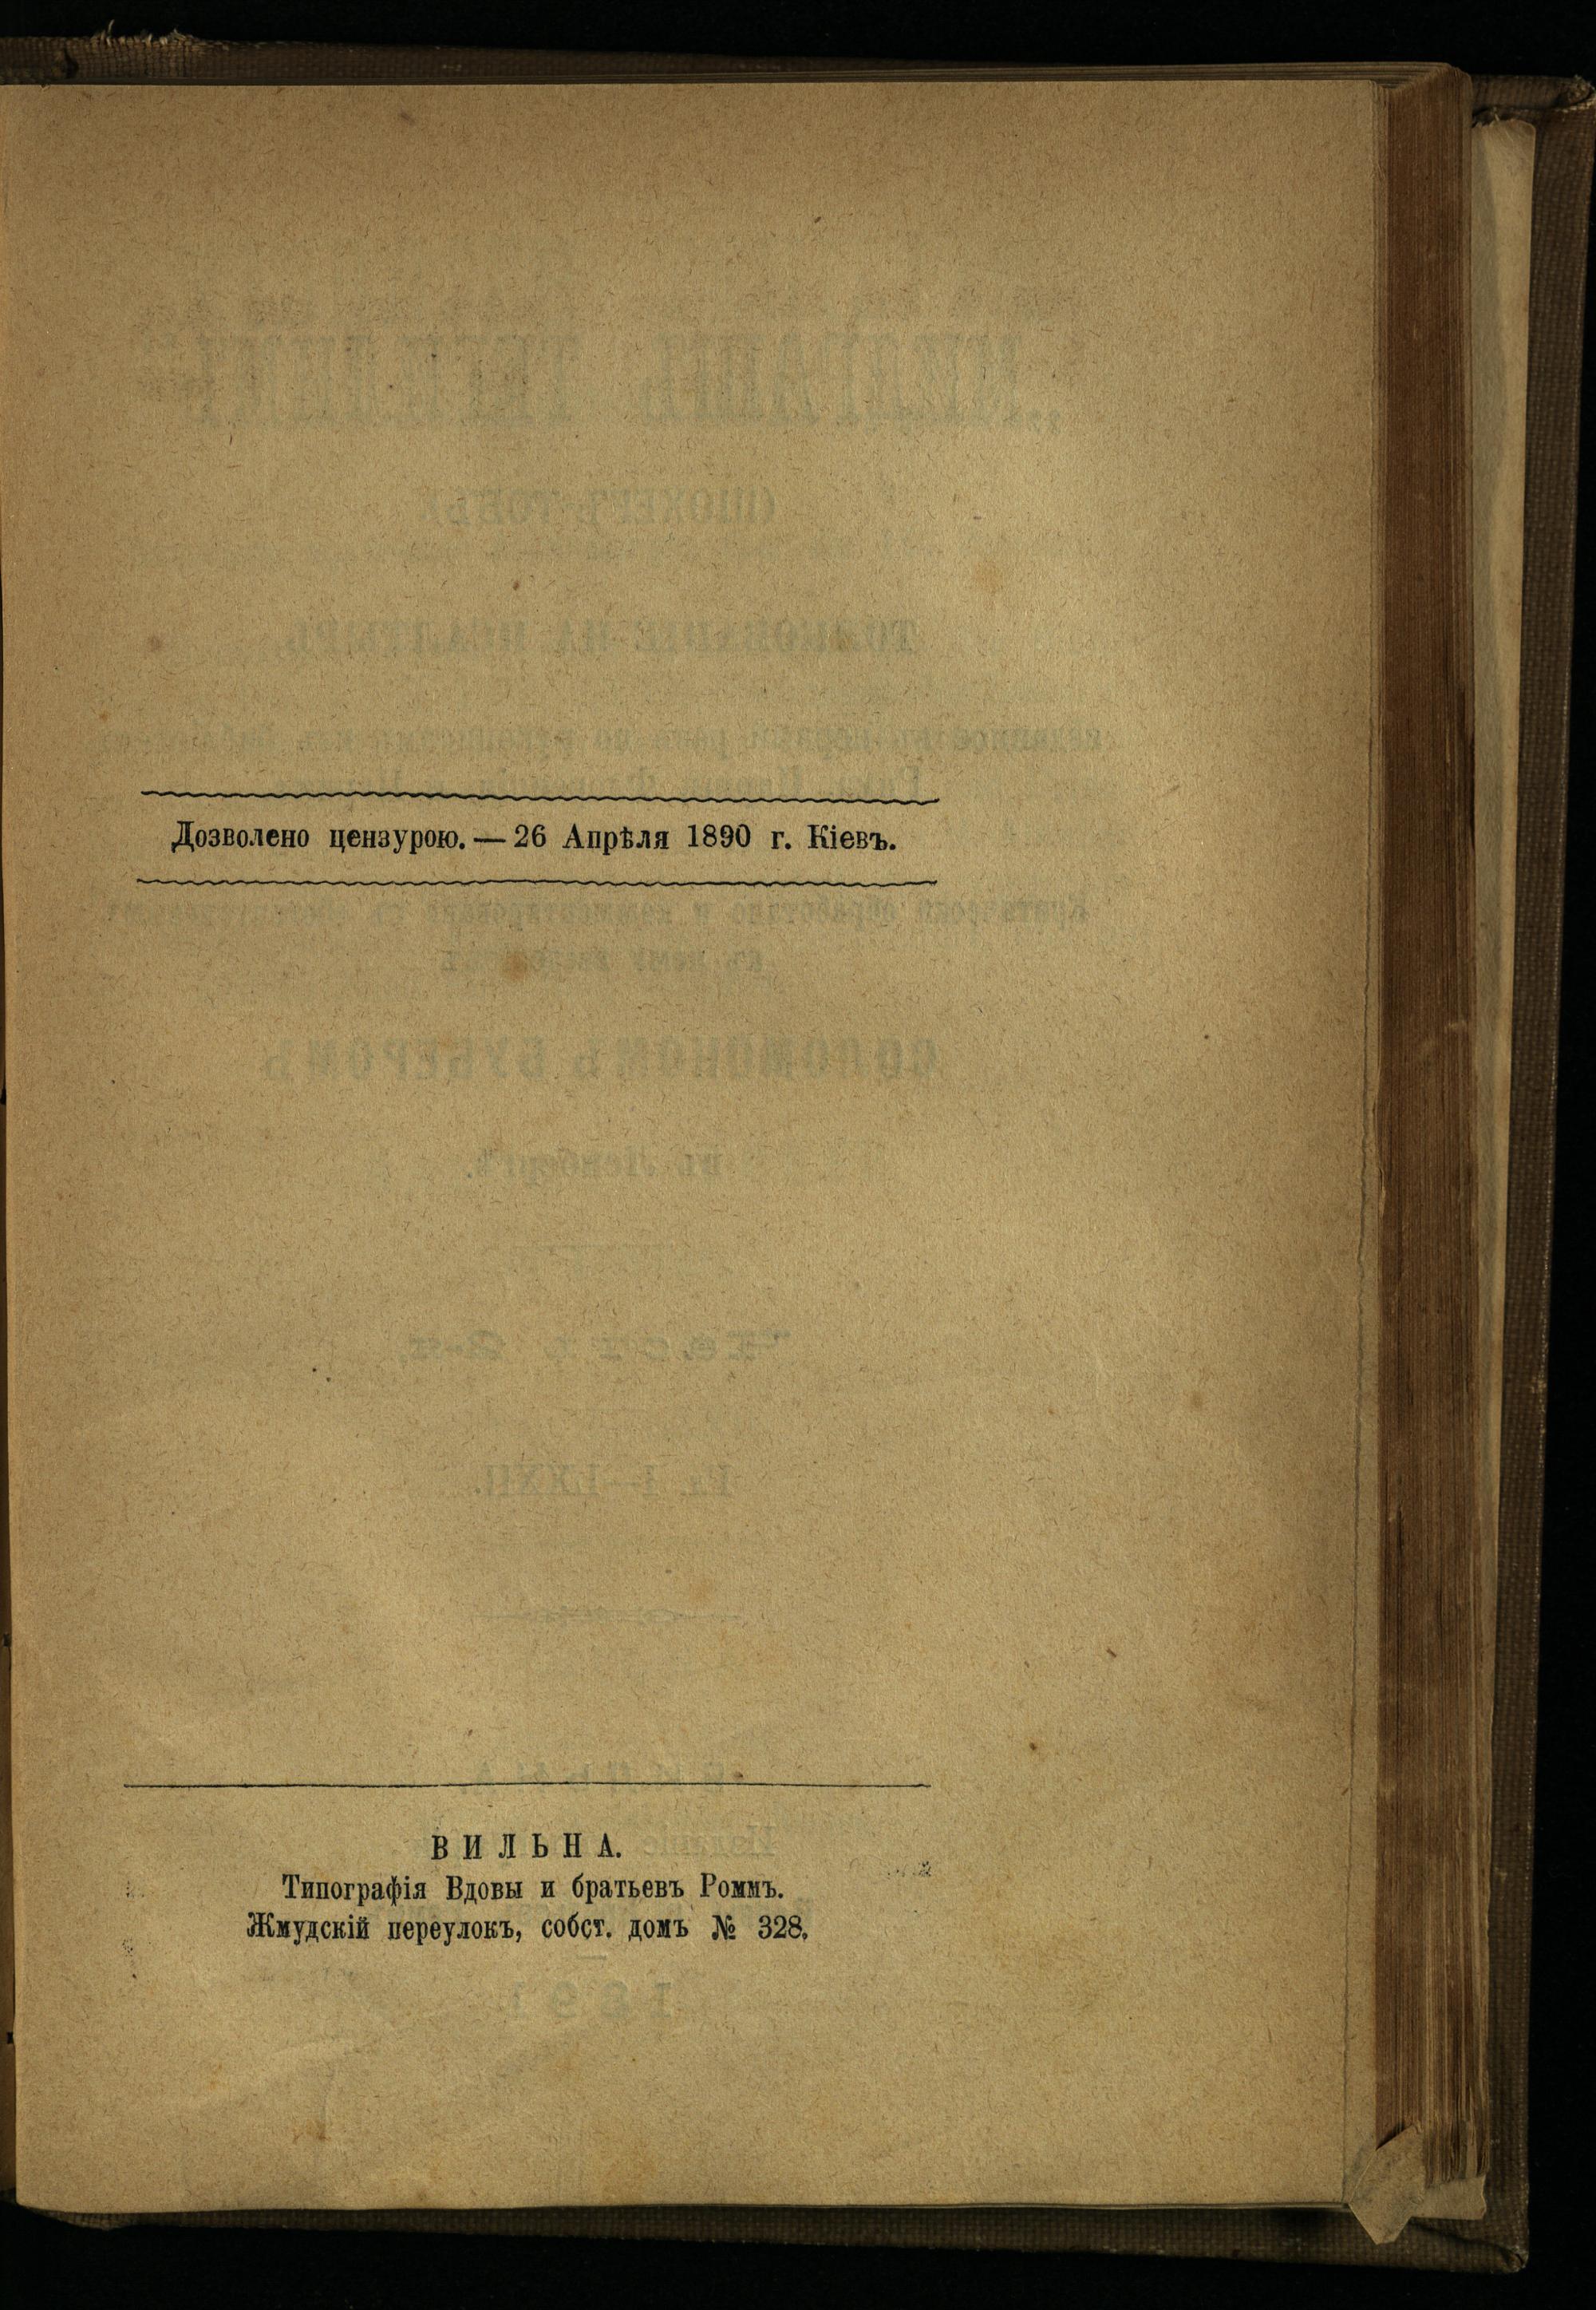 Дозволено цензурою. — 26 Апрѣля 1890 г. Кіевъ.
ВИЛЬНА.
Типографія Вдовы и братьевъ Роммъ.
Жмудскій переулокъ, собст. домъ № 328.